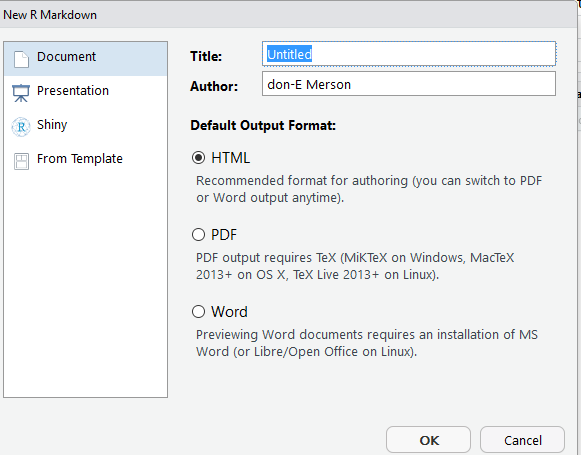 New R Markdown
Document
Presentation
Shiny
From Template
Title: Untitled
Author: don-E Merson
Default Output Format:
HTML
Recommended format for authoring (you can switch to PDF
or Word output anytime).
PDF
PDF output requires TeX (MiKTeX on Windows, MacTeX
2013+ on OS X, TeX Live 2013+ on Linux).
Word
Previewing Word documents requires an installation of MS
Word (or Libre/Open Office on Linux).
OK Cancel